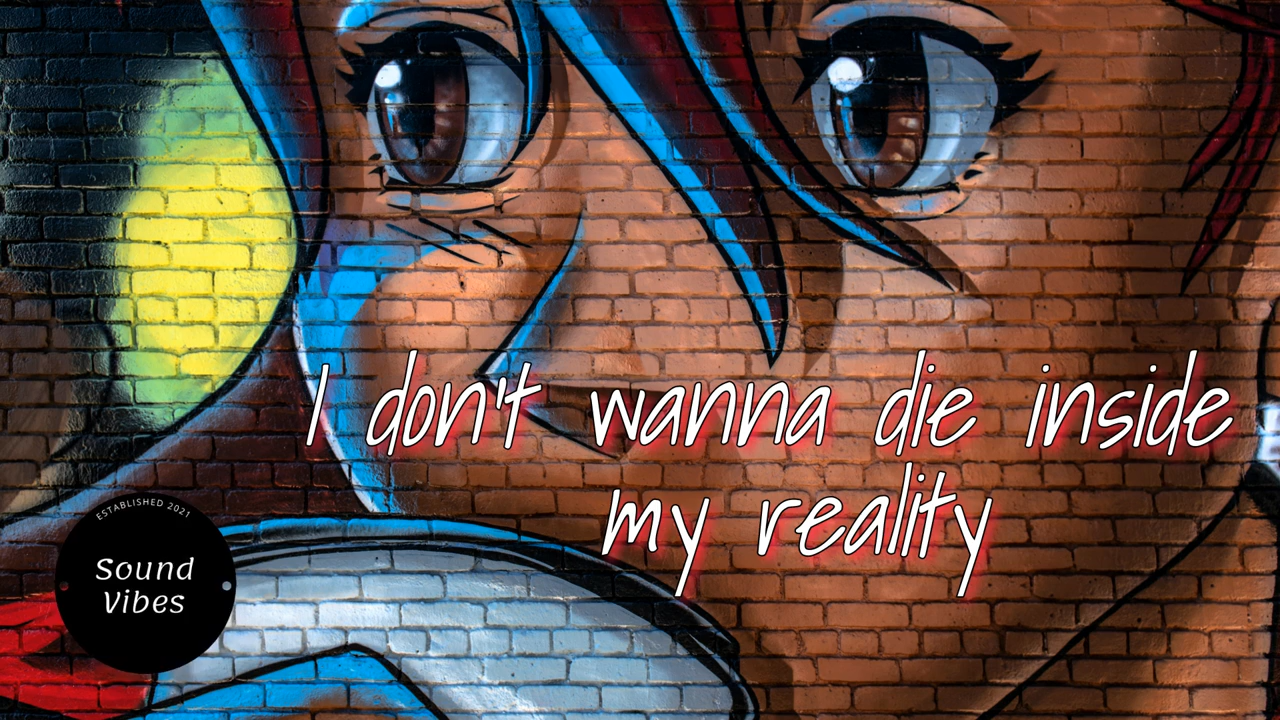 I don't wanna die inside
my reality
ESTABLISHED 2021
Sound
Vibes